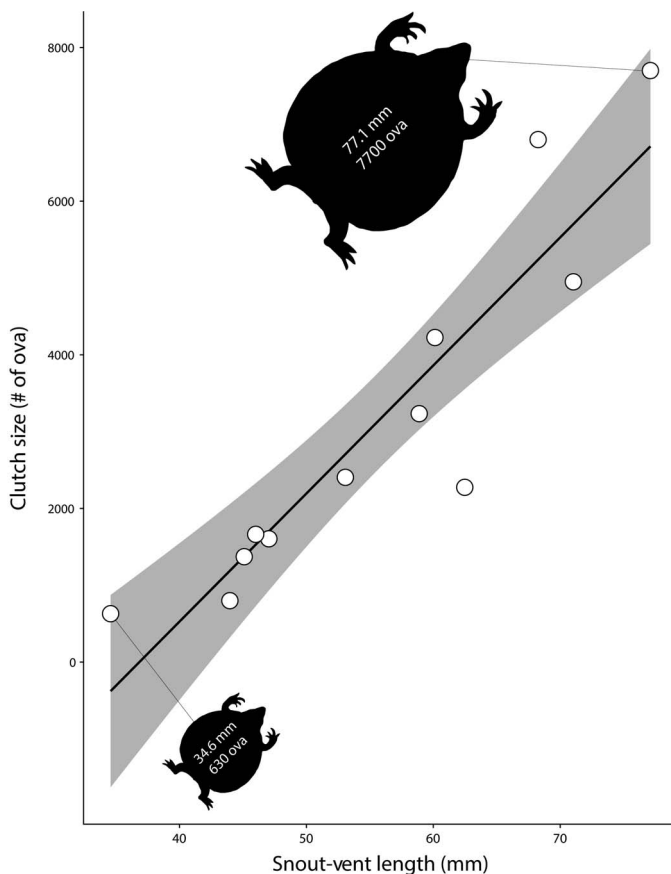 8000
77.1 mm
7700 ova
6000
4000
Clutch size (# of ova)
2000
0
34.6 mm
630 ova
40
50
60
70
Snout-vent length (mm)